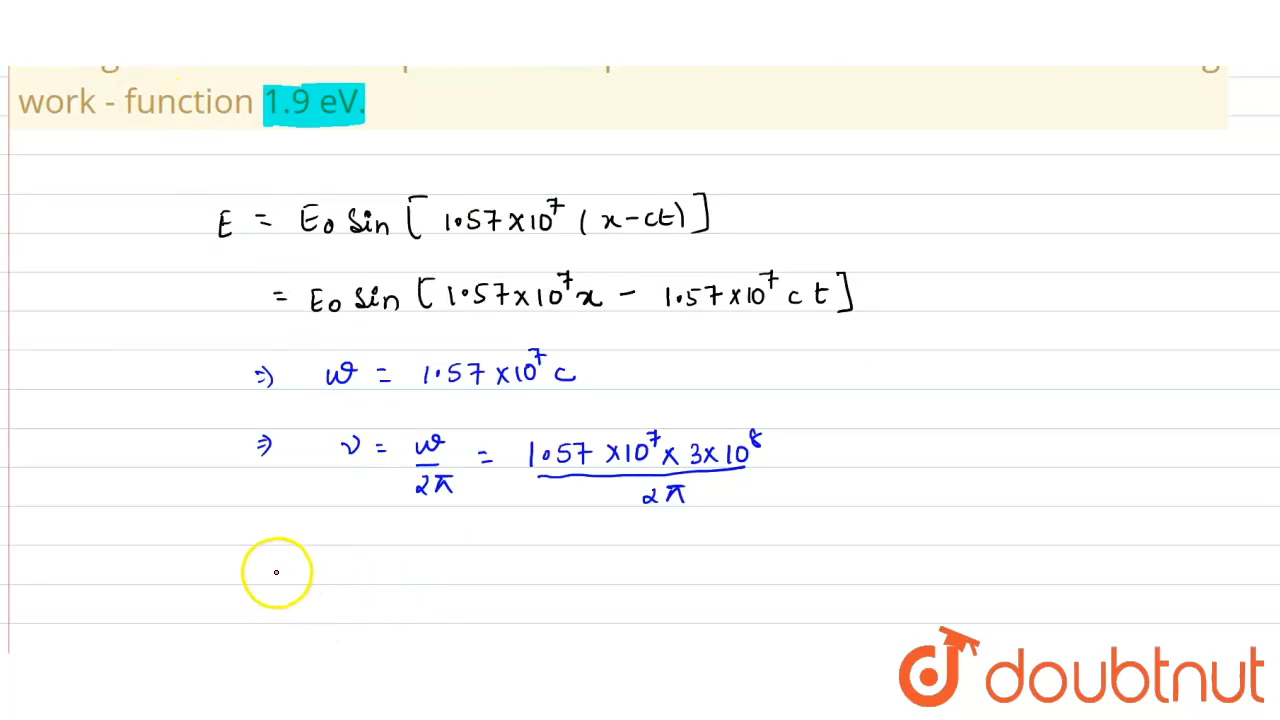 work - function 1.9 eV.
E = E₀ sin [ 1.57×10⁷ (x-ct) ]
= E₀ sin [ 1.57×10⁷x - 1.57×10⁷ c t ]
⇒ ω = 1.57×10⁷ c
⇒ ν = ω/2π = 1.57 ×10⁷ × 3×10⁸ / 2π
doubtnut